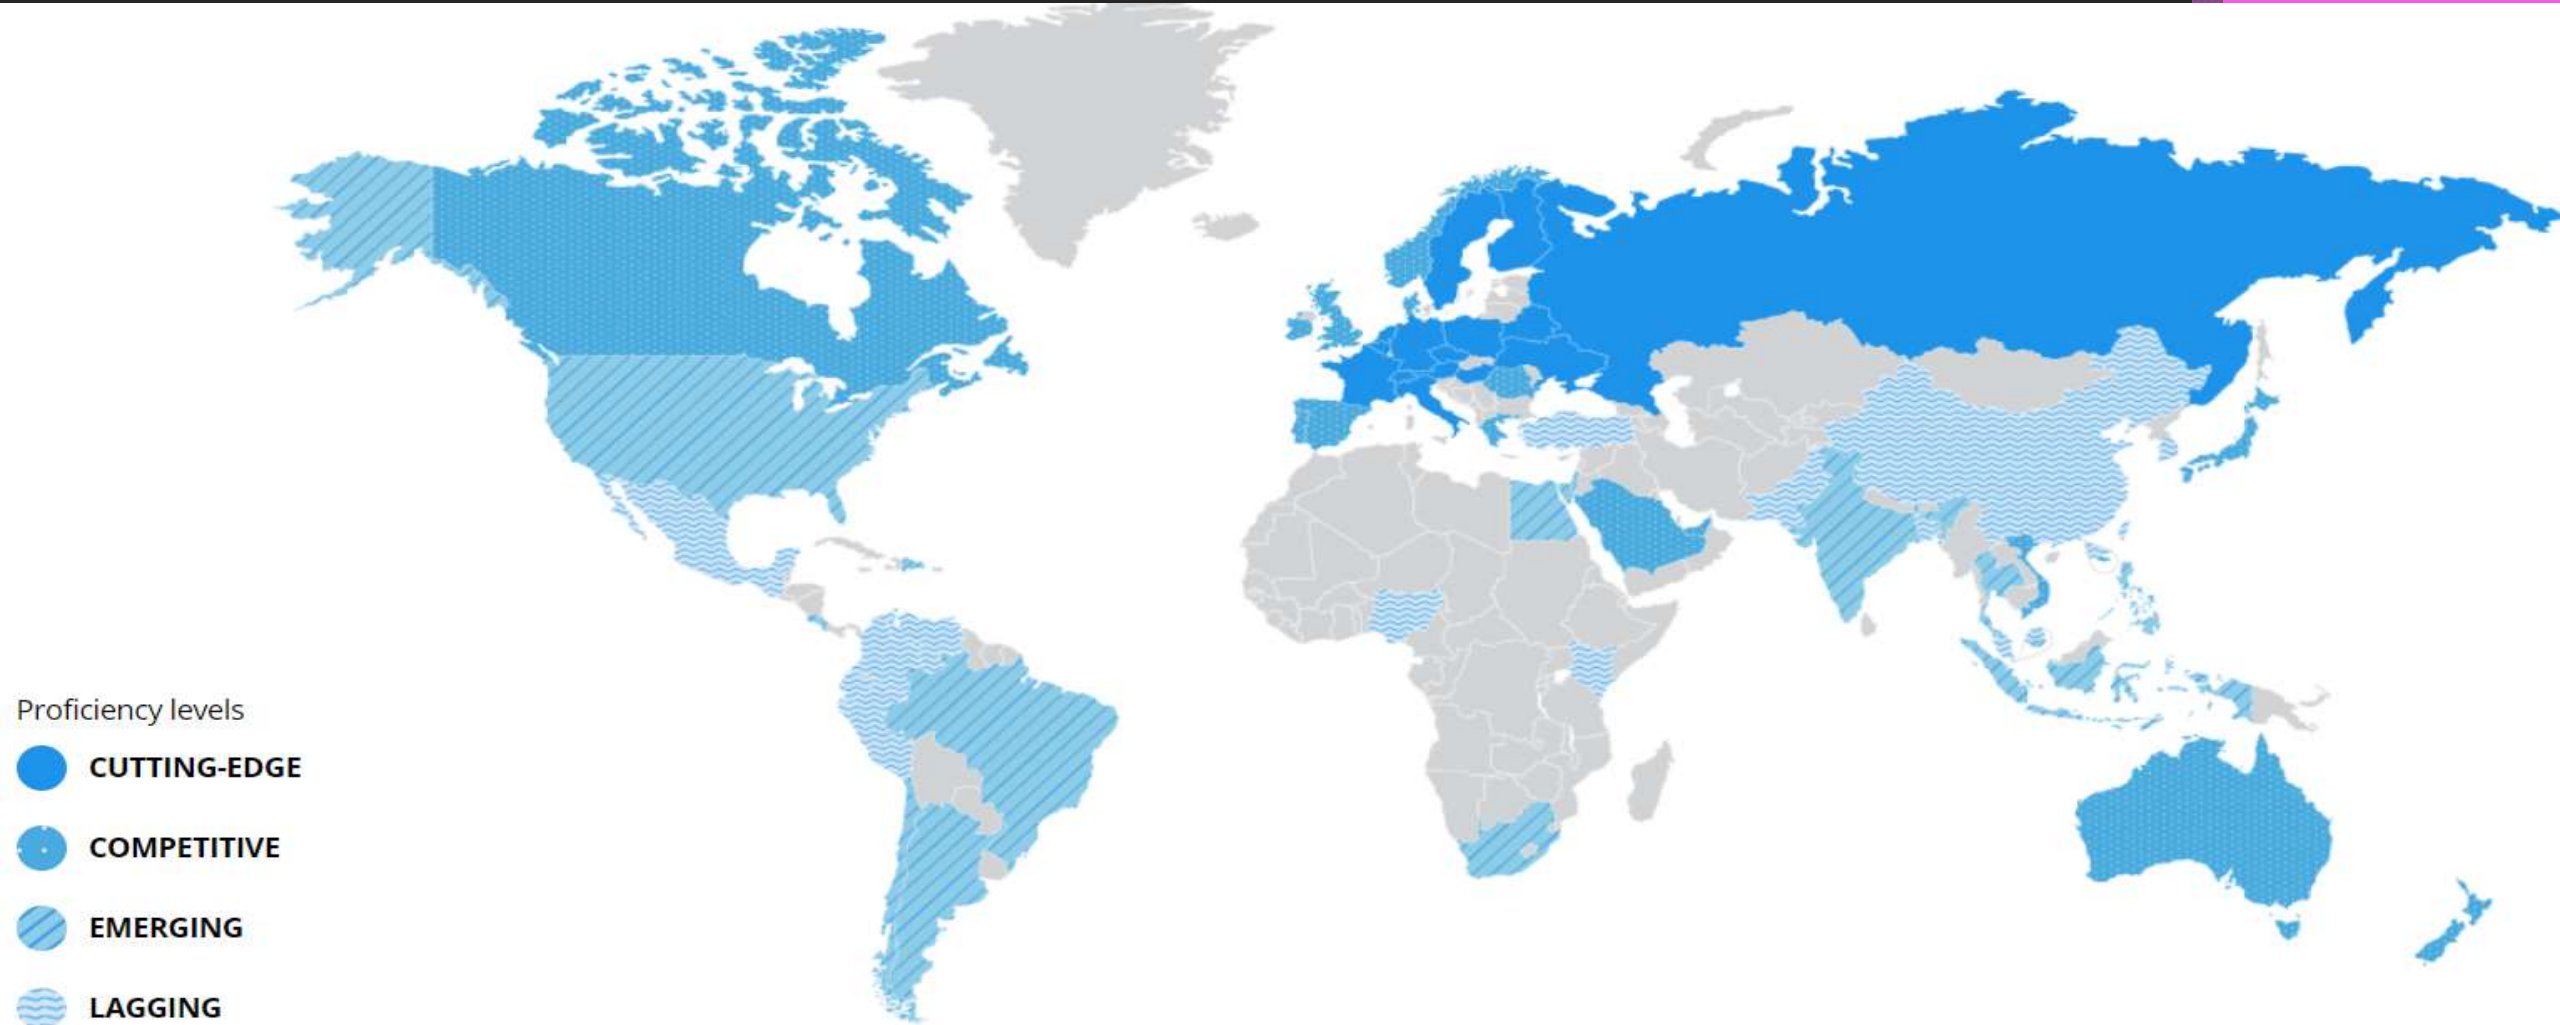 Proficiency levels
CUTTING-EDGE
COMPETITIVE
EMERGING
LAGGING